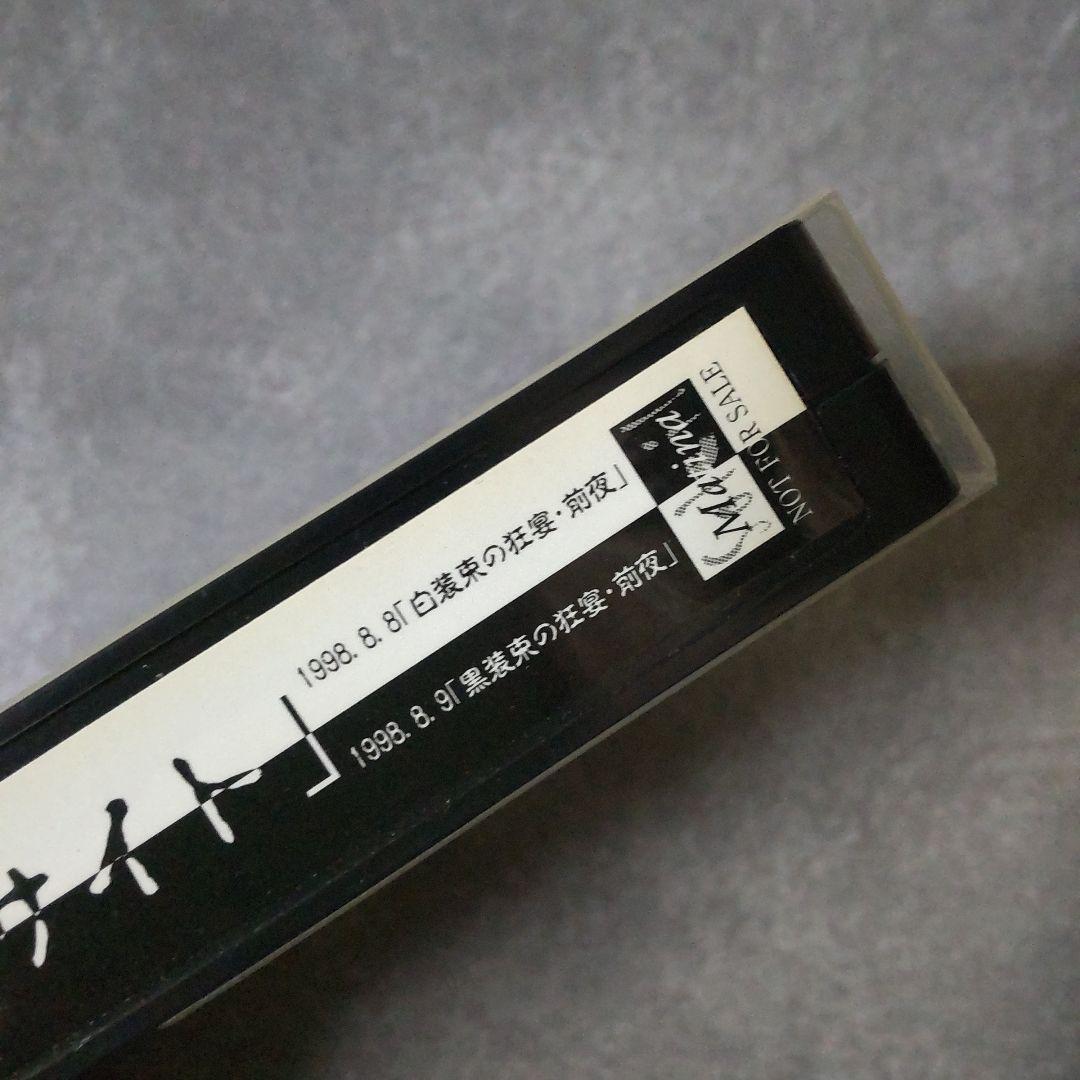 サイト」
1998. 8. 8「白装束の狂宴・前夜」
1998. 8. 9「黒装束の狂宴・前夜」
Marina
NOT FOR SALE